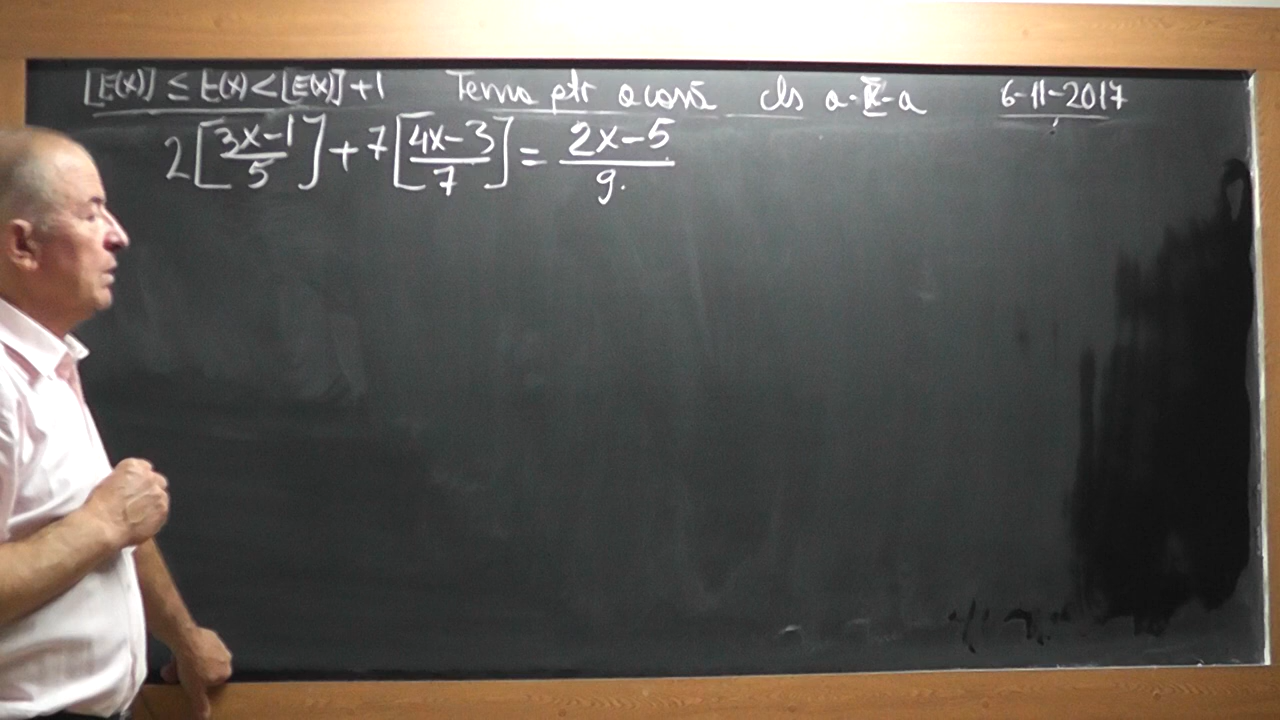 [E(x)] ≤ E(x) < [E(x)] + 1 Tema ptr acasă cls a-IX-a 6-11-2017
2[(3x-1)/5] + 7[(4x-3)/7] = (2x-5)/9.